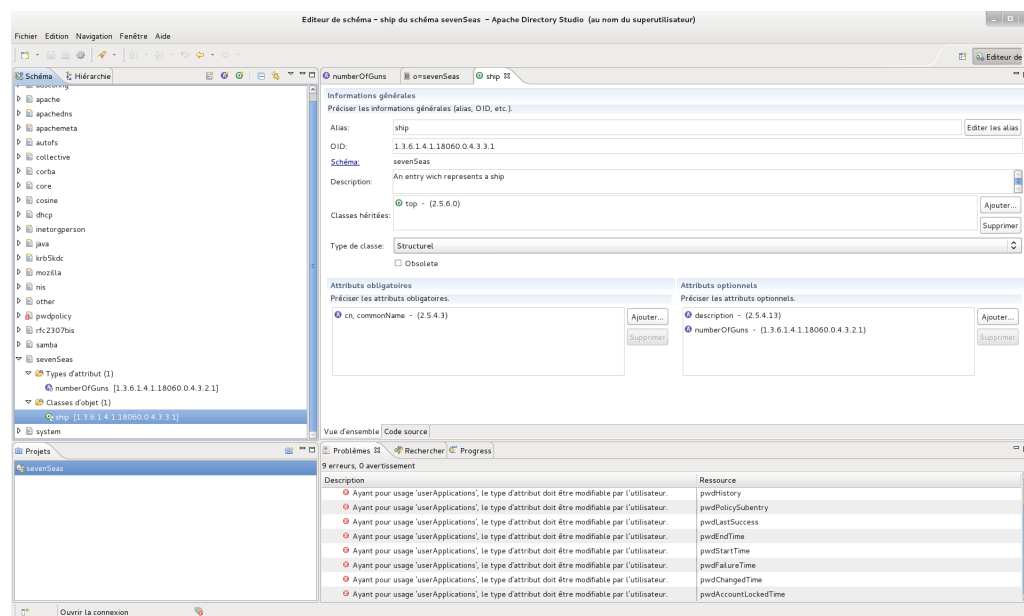 Editeur de schéma – ship du schéma sevenSeas – Apache Directory Studio (au nom du superutilisateur)
Fichier Edition Navigation Fenêtre Aide
Editeur de
Schéma Hiérarchie
apache
apachedns
apachemeta
autofs
collective
corba
core
cosine
dhcp
inetorgperson
java
krb5kdc
mozilla
nis
other
pwdpolicy
rfc2307bis
samba
sevenSeas
Types d'attribut (1)
numberOfGuns [1.3.6.1.4.1.18060.0.4.3.2.1]
Classes d'objet (1)
ship [1.3.6.1.4.1.18060.0.4.3.3.1]
system
numberOfGuns o=sevenSeas ship
Informations générales
Préciser les informations générales (alias, OID, etc.).
Alias: ship Editer les alias
OID: 1.3.6.1.4.1.18060.0.4.3.3.1
Schéma: sevenSeas
Description: An entry wich represents a ship
Classes héritées: top - (2.5.6.0) Ajouter...
Supprimer
Type de classe: Structurel
Obsolete
Attributs obligatoires
Préciser les attributs obligatoires.
cn, commonName - (2.5.4.3) Ajouter...
Supprimer
Attributs optionnels
Préciser les attributs optionnels.
description - (2.5.4.13) Ajouter...
numberOfGuns - (1.3.6.1.4.1.18060.0.4.3.2.1)
Supprimer
Vue d'ensemble Code source
Projets
sevenSeas
Problèmes Rechercher Progress
9 erreurs, 0 avertissement
Description Ressource
Ayant pour usage 'userApplications', le type d'attribut doit être modifiable par l'utilisateur. pwdHistory
Ayant pour usage 'userApplications', le type d'attribut doit être modifiable par l'utilisateur. pwdPolicySubentry
Ayant pour usage 'userApplications', le type d'attribut doit être modifiable par l'utilisateur. pwdLastSuccess
Ayant pour usage 'userApplications', le type d'attribut doit être modifiable par l'utilisateur. pwdEndTime
Ayant pour usage 'userApplications', le type d'attribut doit être modifiable par l'utilisateur. pwdStartTime
Ayant pour usage 'userApplications', le type d'attribut doit être modifiable par l'utilisateur. pwdFailureTime
Ayant pour usage 'userApplications', le type d'attribut doit être modifiable par l'utilisateur. pwdChangedTime
Ayant pour usage 'userApplications', le type d'attribut doit être modifiable par l'utilisateur. pwdAccountLockedTime
Ouvrir la connexion